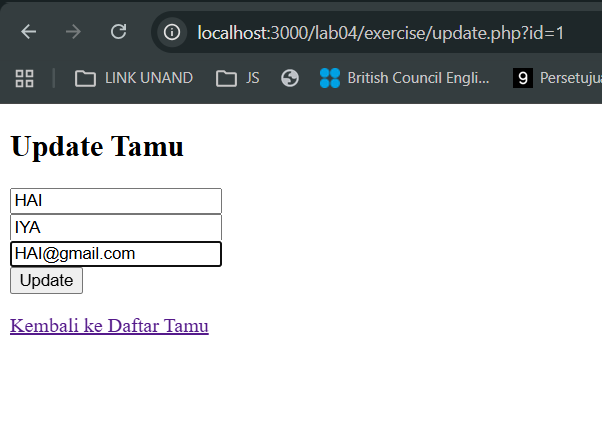 localhost:3000/lab04/exercise/update.php?id=1
LINK UNAND JS British Council Engli... 9 Persetuju
Update Tamu
HAI
IYA
HAI@gmail.com
Update
Kembali ke Daftar Tamu